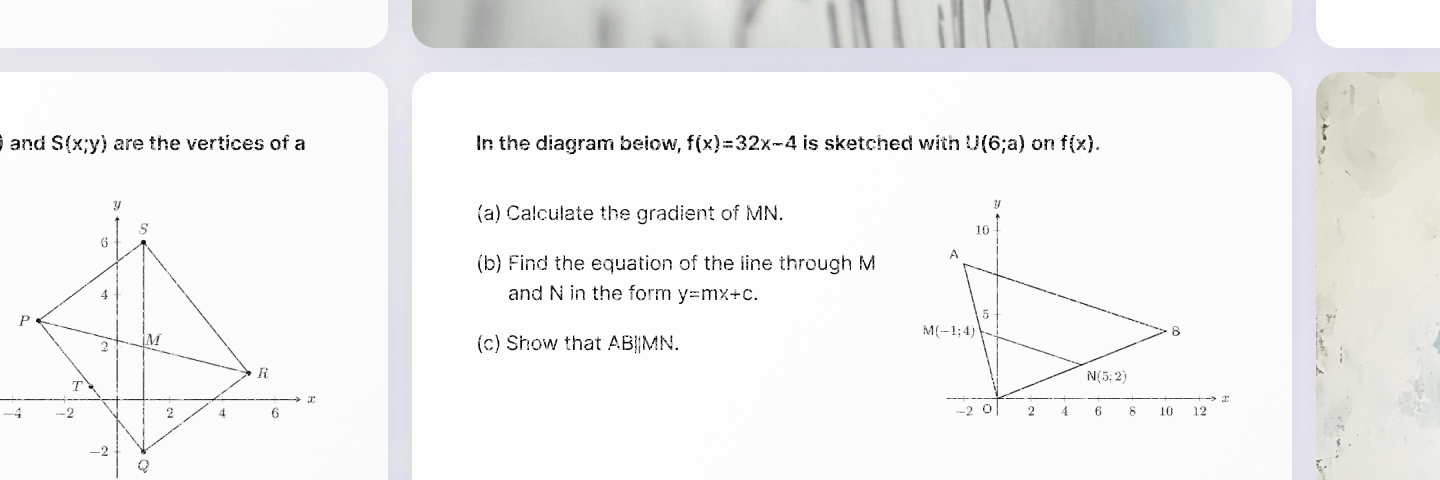 ) and S(x;y) are the vertices of a
y
S
6
4
P
M
2
T
R
x
−4
−2
2
4
6
−2
Q
In the diagram below, f(x)=32x−4 is sketched with U(6;a) on f(x).
(a) Calculate the gradient of MN.
(b) Find the equation of the line through M
and N in the form y=mx+c.
(c) Show that AB∥MN.
y
10
A
5
M(−1;4)
B
N(5;2)
x
−2
O
2
4
6
8
10
12